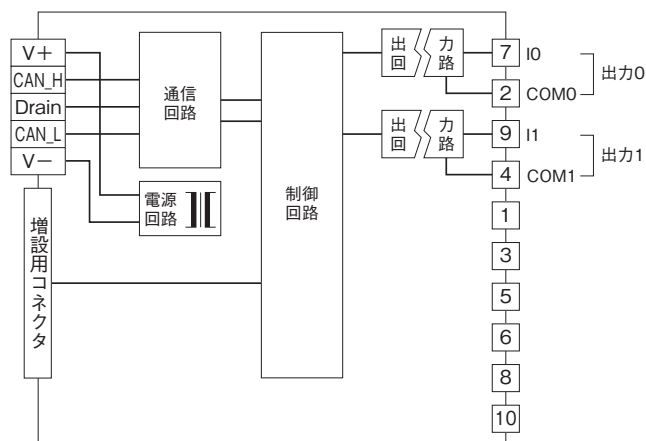 V+
CAN_H
Drain
CAN_L
V−
増設用コネクタ
通信
回路
電源
回路
制御
回路
出 力
回 路
出 力
回 路
7 I0
2 COM0
出力0
9 I1
4 COM1
出力1
1
3
5
6
8
10